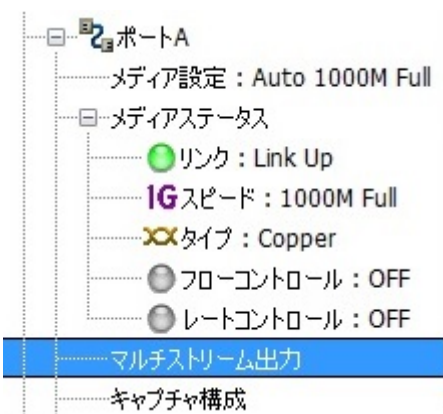 ポートA
メディア設定 : Auto 1000M Full
メディアステータス
リンク : Link Up
1G スピード : 1000M Full
タイプ : Copper
フローコントロール : OFF
レートコントロール : OFF
マルチストリーム出力
キャプチャ構成